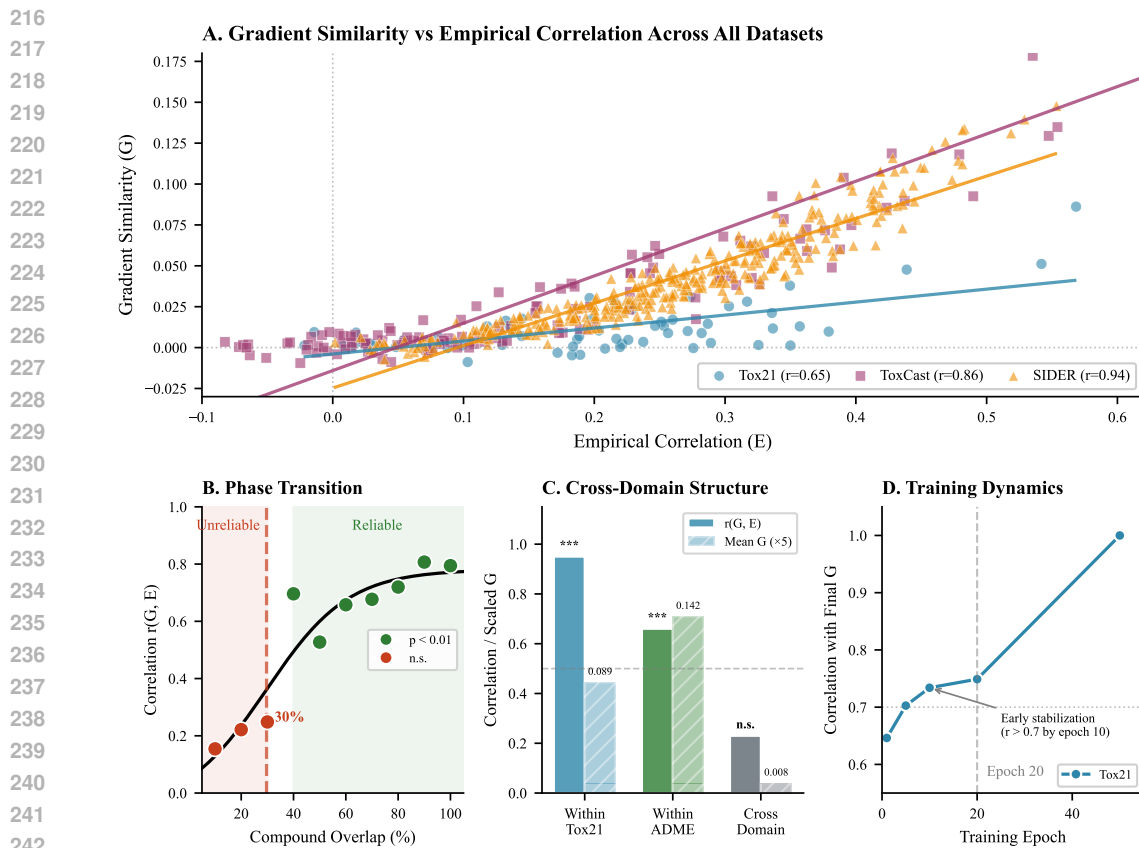 216
217
218
219
220
221
222
223
224
225
226
227
228
229
230
231
232
233
234
235
236
237
238
239
240
241
242
A. Gradient Similarity vs Empirical Correlation Across All Datasets
Gradient Similarity (G)
0.175
0.150
0.125
0.100
0.075
0.050
0.025
0.000
−0.025
−0.1
0.0
0.1
0.2
0.3
0.4
0.5
0.6
Empirical Correlation (E)
Tox21 (r=0.65)
ToxCast (r=0.86)
SIDER (r=0.94)
B. Phase Transition
Correlation r(G, E)
1.0
0.8
0.6
0.4
0.2
0.0
Unreliable
Reliable
p < 0.01
n.s.
30%
20
40
60
80
100
Compound Overlap (%)
C. Cross-Domain Structure
Correlation / Scaled G
1.0
0.8
0.6
0.4
0.2
0.0
r(G, E)
Mean G (×5)
***
0.089
***
0.142
n.s.
0.008
Within
Tox21
Within
ADME
Cross
Domain
D. Training Dynamics
Correlation with Final G
1.0
0.9
0.8
0.7
0.6
Early stabilization
(r > 0.7 by epoch 10)
Epoch 20
Tox21
0
20
40
Training Epoch